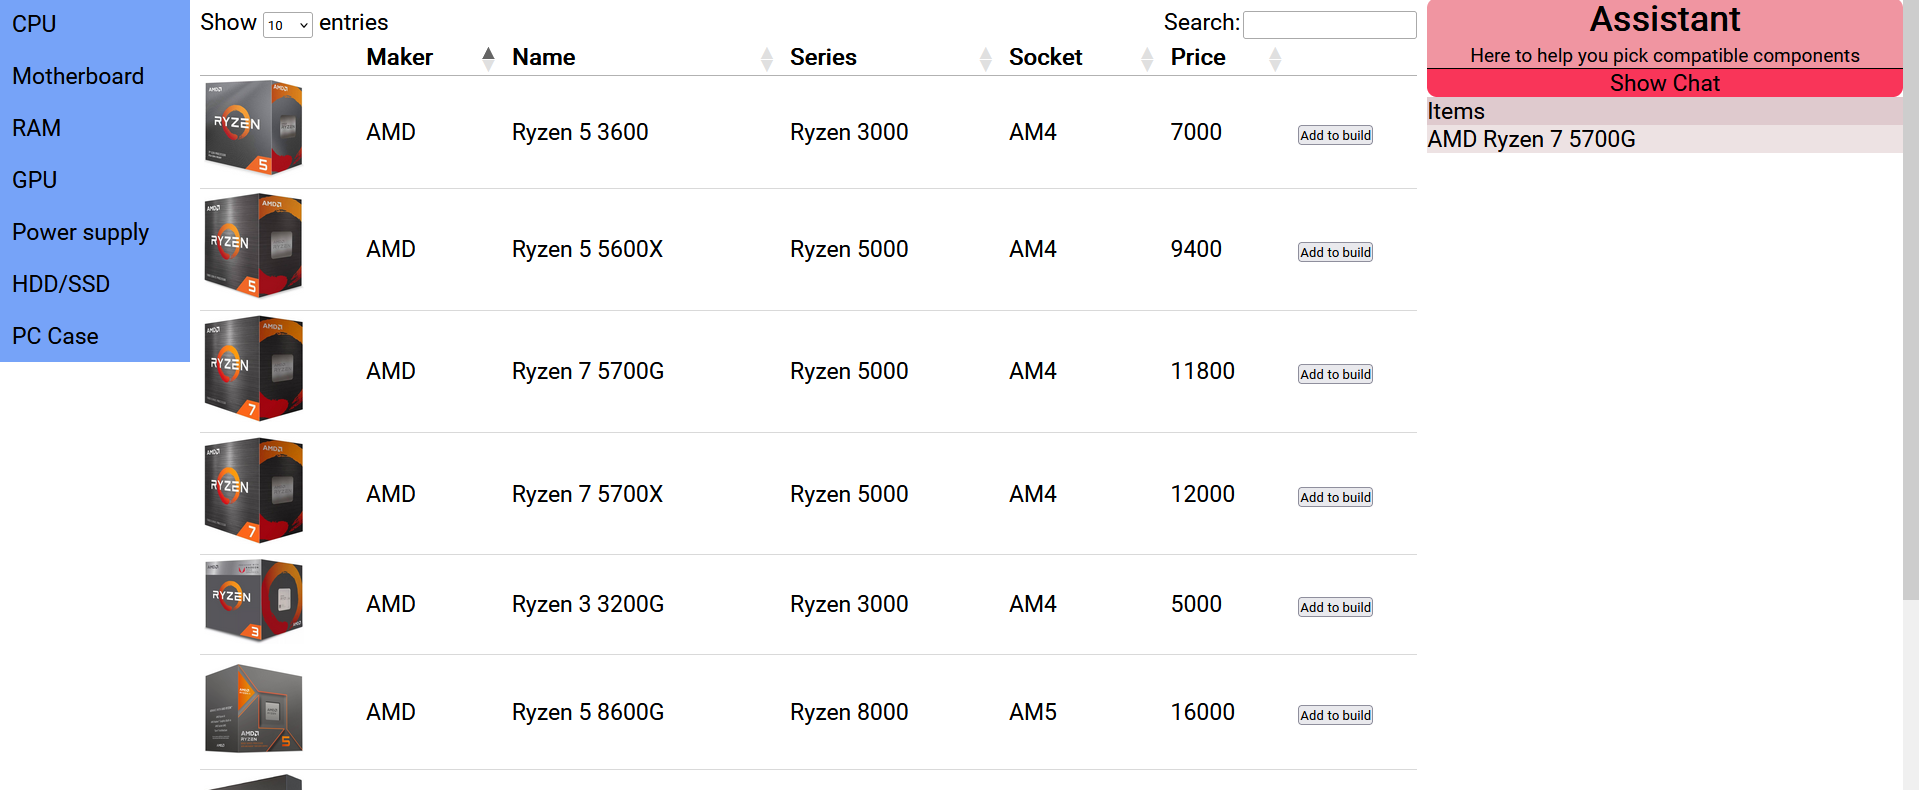 CPU
Motherboard
RAM
GPU
Power supply
HDD/SSD
PC Case
Show 10 entries
Search:
Maker Name Series Socket Price
AMD RYZEN 5
AMD Ryzen 5 3600 Ryzen 3000 AM4 7000 Add to build
AMD RYZEN 5
AMD Ryzen 5 5600X Ryzen 5000 AM4 9400 Add to build
AMD RYZEN 7
AMD Ryzen 7 5700G Ryzen 5000 AM4 11800 Add to build
AMD RYZEN 7
AMD Ryzen 7 5700X Ryzen 5000 AM4 12000 Add to build
AMD RYZEN 3
AMD Ryzen 3 3200G Ryzen 3000 AM4 5000 Add to build
AMD RYZEN 5
AMD Ryzen 5 8600G Ryzen 8000 AM5 16000 Add to build
Assistant
Here to help you pick compatible components
Show Chat
Items
AMD Ryzen 7 5700G